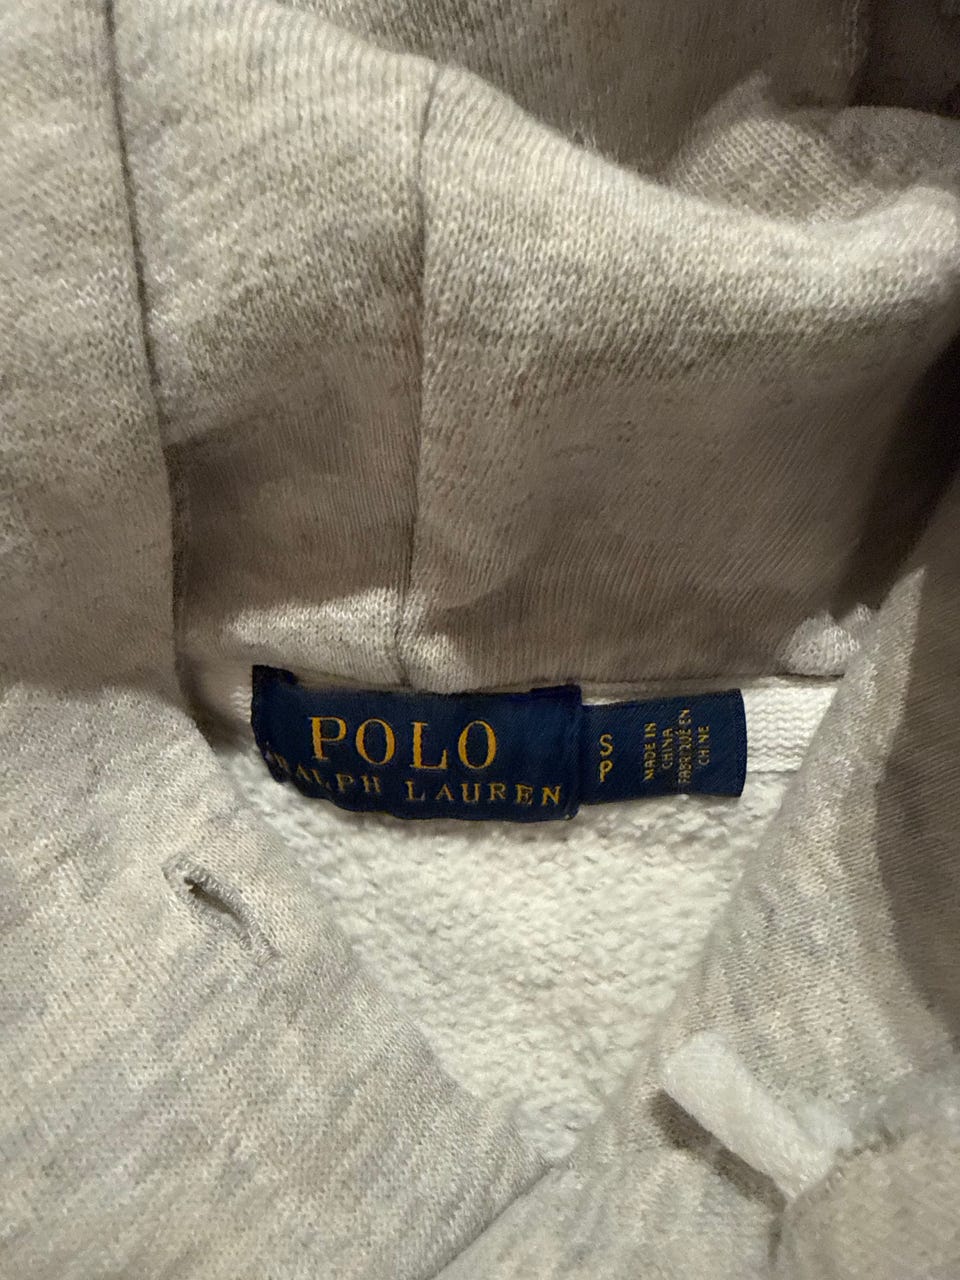 POLO
RALPH LAUREN
S
P
MADE IN
CHINA
FABRIQUÉ EN
CHINE